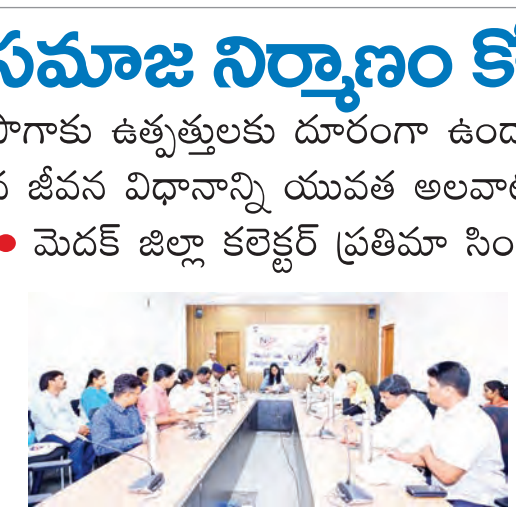 సమాజ నిర్మాణం కో
పొగాకు ఉత్పత్తులకు దూరంగా ఉండా
జీవన విధానాన్ని యువత అలవాట
• మెదక్ జిల్లా కలెక్టర్ ప్రతిమా సిం